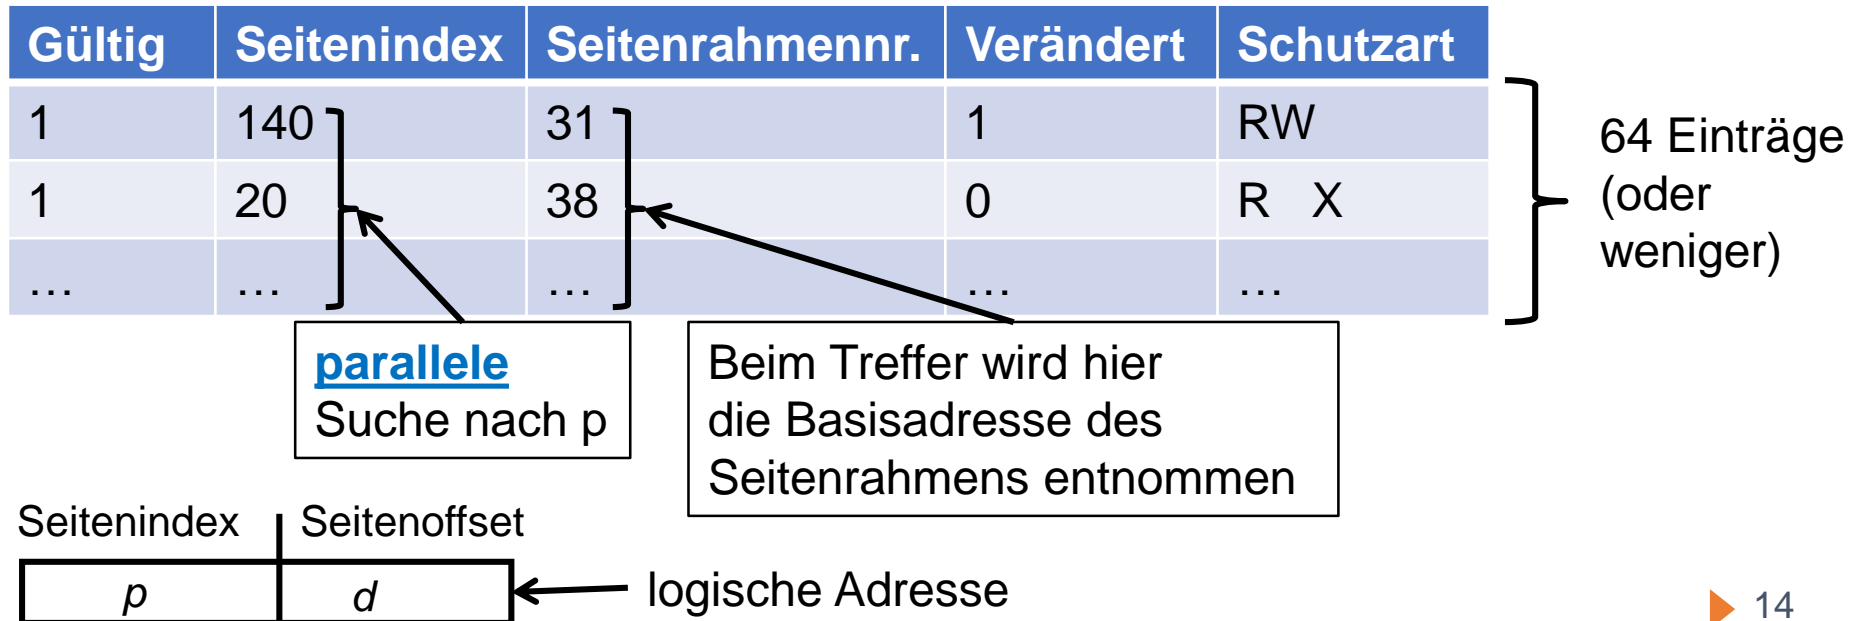 Gültig Seitenindex Seitenrahmennr. Verändert Schutzart
1 140 31 1 RW
1 20 38 0 R X
... ... ... ... ...
64 Einträge
(oder
weniger)
parallele
Suche nach p
Beim Treffer wird hier
die Basisadresse des
Seitenrahmens entnommen
Seitenindex Seitenoffset
p d
logische Adresse
14